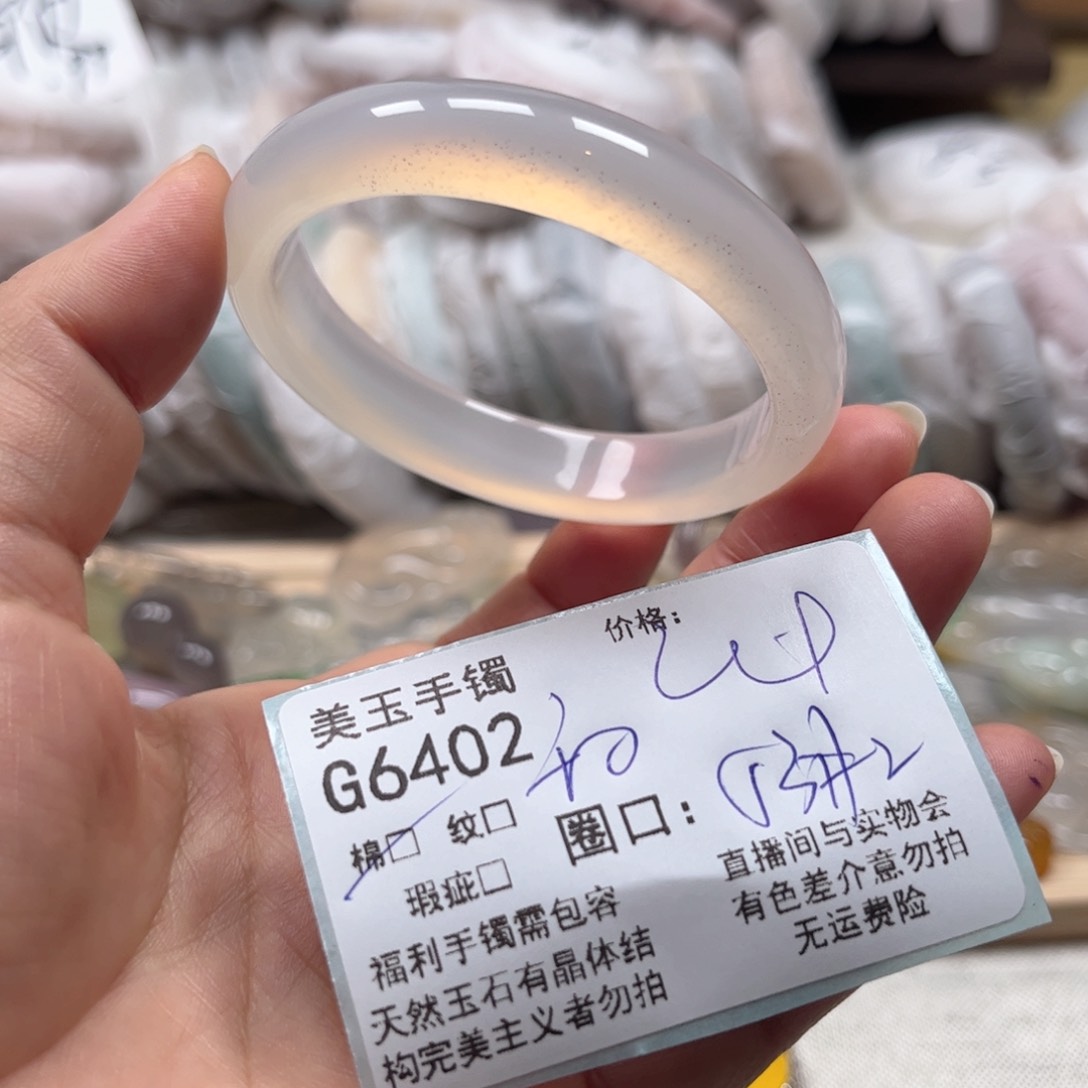 价格：
美玉手镯
G6402
棉□ 纹□
圈口：
瑕疵□
福利手镯需包容
天然玉石有晶体结
构完美主义者勿拍
直播间与实物会
有色差介意勿拍
无运费险